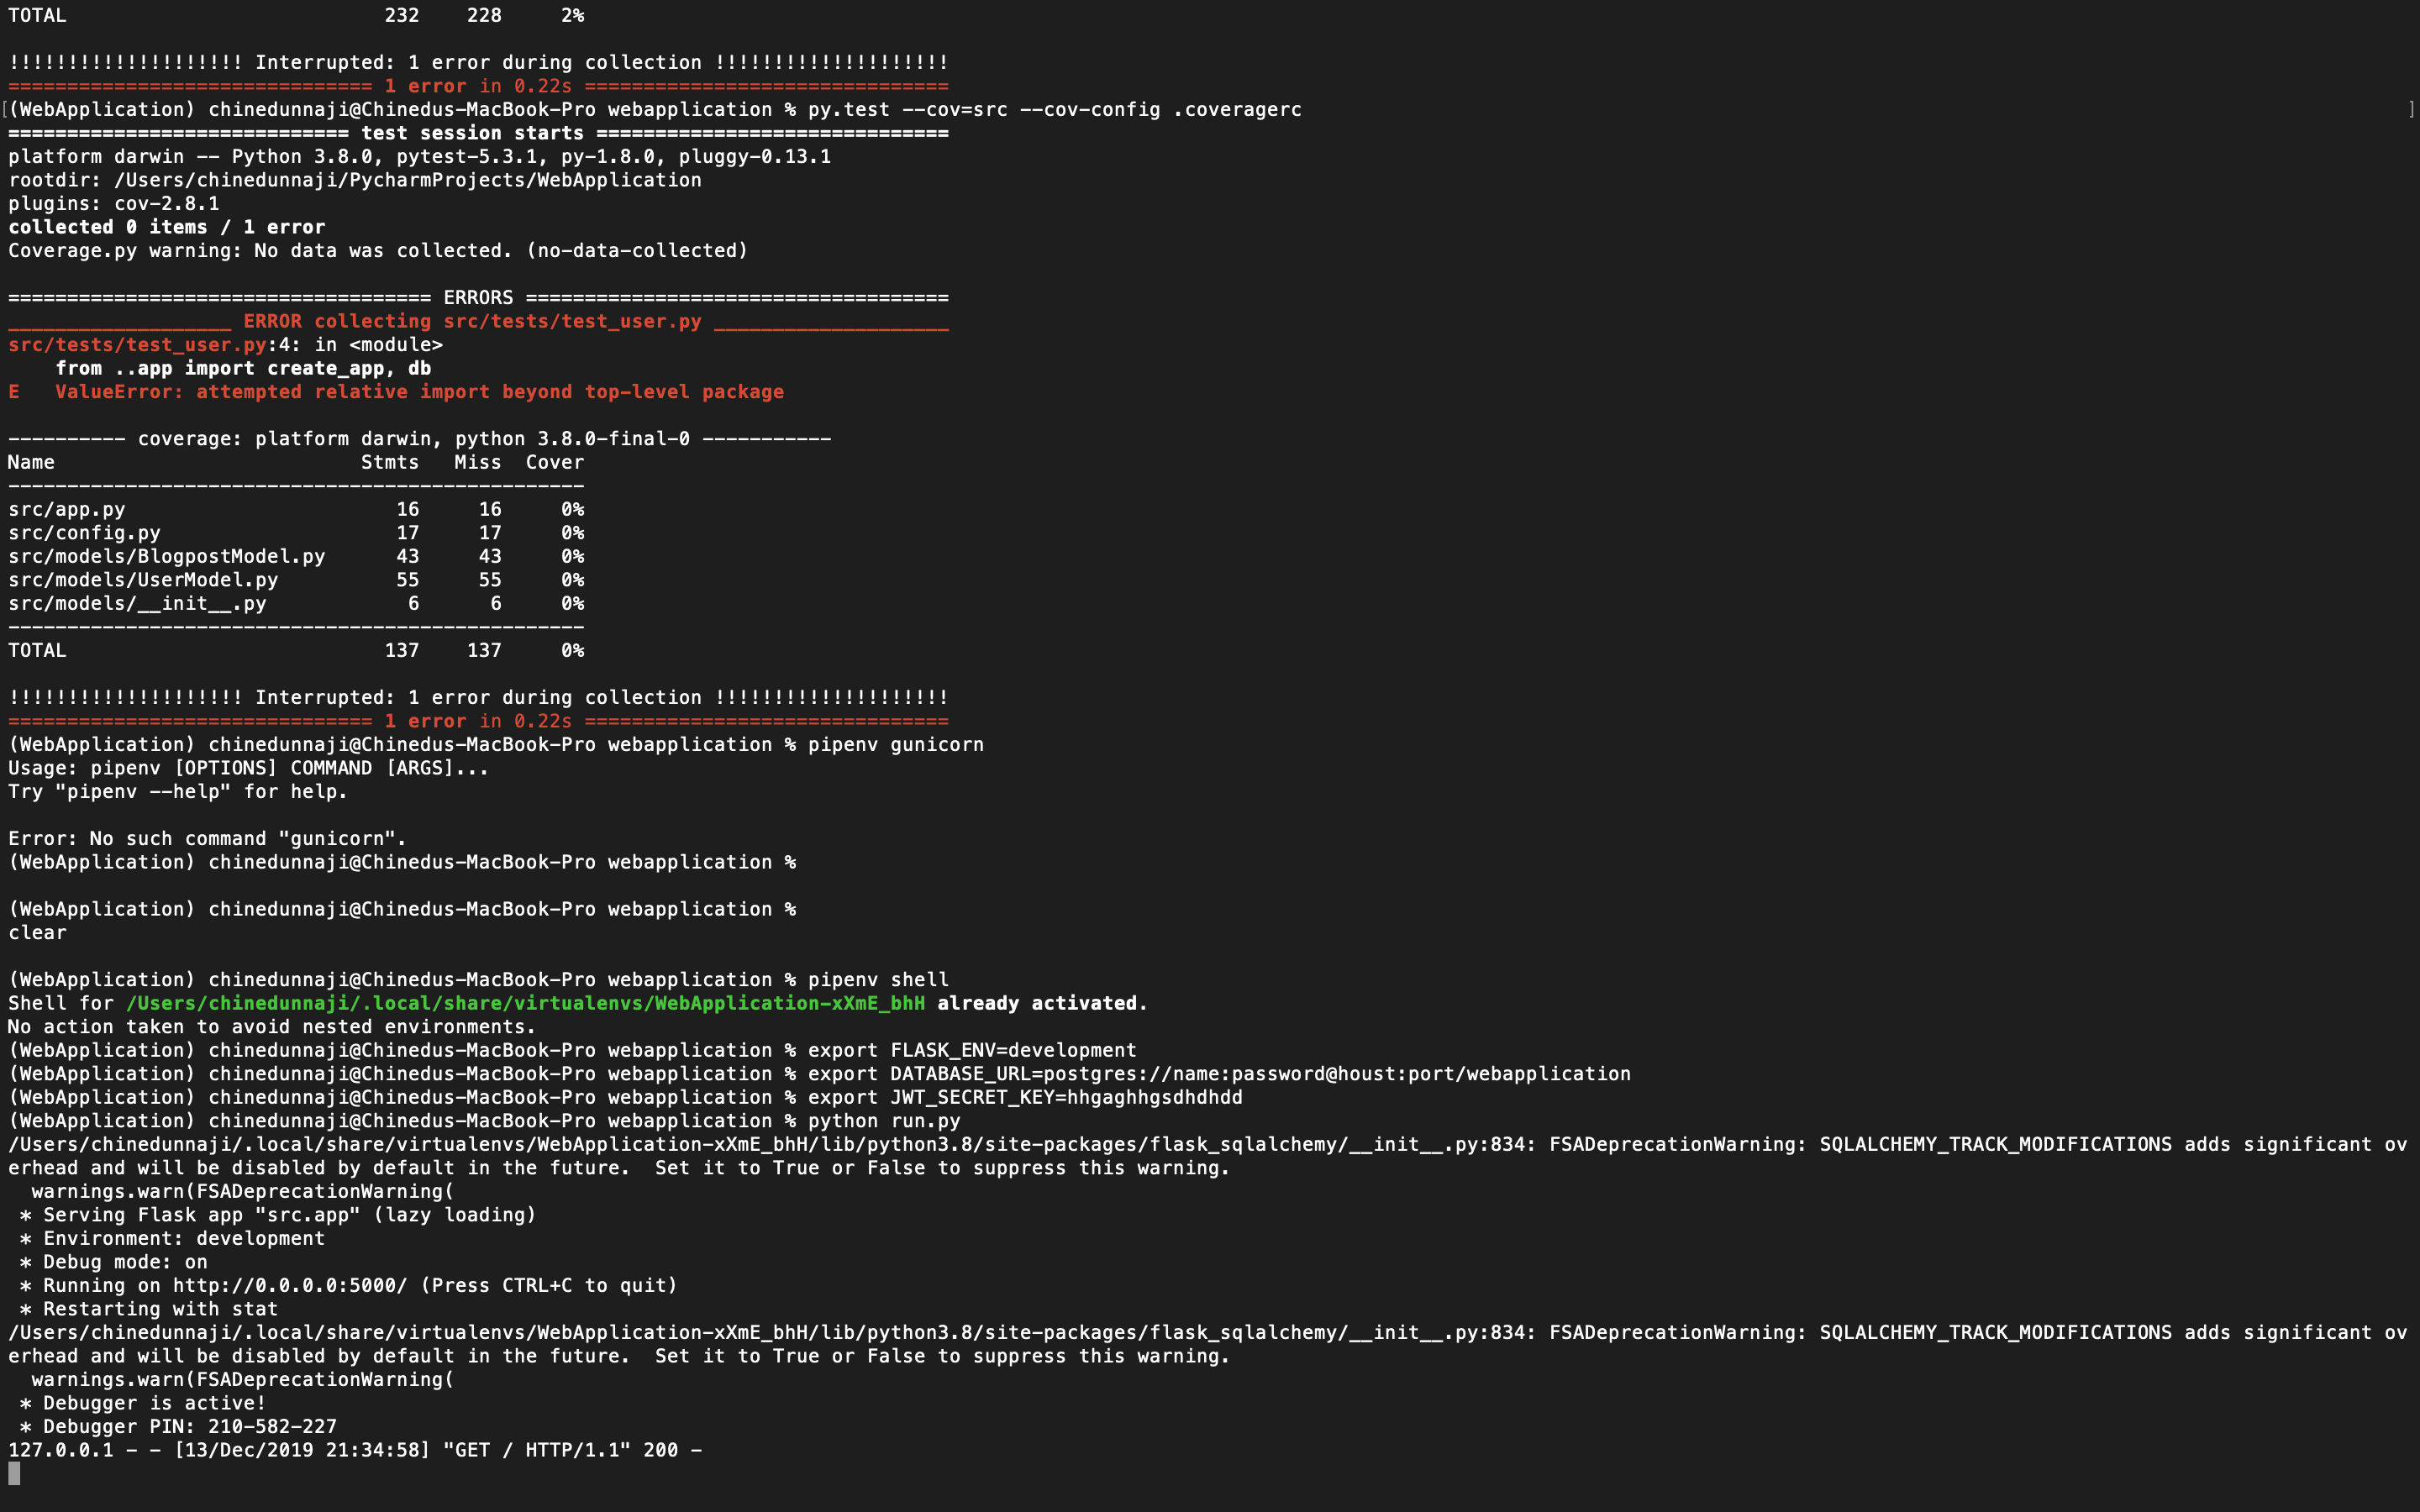 TOTAL                           232    228     2%
!!!!!!!!!!!!!!!!!!!! Interrupted: 1 error during collection !!!!!!!!!!!!!!!!!!!!
=============================== 1 error in 0.22s ===============================
[(WebApplication) chinedunnaji@Chinedus-MacBook-Pro webapplication % py.test --cov=src --cov-config .coveragerc ]
============================= test session starts ==============================
platform darwin -- Python 3.8.0, pytest-5.3.1, py-1.8.0, pluggy-0.13.1
rootdir: /Users/chinedunnaji/PycharmProjects/WebApplication
plugins: cov-2.8.1
collected 0 items / 1 error
Coverage.py warning: No data was collected. (no-data-collected)
==================================== ERRORS ====================================
___________________ ERROR collecting src/tests/test_user.py ____________________
src/tests/test_user.py:4: in <module>
    from ..app import create_app, db
E   ValueError: attempted relative import beyond top-level package
---------- coverage: platform darwin, python 3.8.0-final-0 -----------
Name                          Stmts   Miss  Cover
-------------------------------------------------
src/app.py                       16     16     0%
src/config.py                    17     17     0%
src/models/BlogpostModel.py      43     43     0%
src/models/UserModel.py          55     55     0%
src/models/__init__.py            6      6     0%
-------------------------------------------------
TOTAL                           137    137     0%
!!!!!!!!!!!!!!!!!!!! Interrupted: 1 error during collection !!!!!!!!!!!!!!!!!!!!
=============================== 1 error in 0.22s ===============================
(WebApplication) chinedunnaji@Chinedus-MacBook-Pro webapplication % pipenv gunicorn
Usage: pipenv [OPTIONS] COMMAND [ARGS]...
Try "pipenv --help" for help.
Error: No such command "gunicorn".
(WebApplication) chinedunnaji@Chinedus-MacBook-Pro webapplication %
(WebApplication) chinedunnaji@Chinedus-MacBook-Pro webapplication %
clear
(WebApplication) chinedunnaji@Chinedus-MacBook-Pro webapplication % pipenv shell
Shell for /Users/chinedunnaji/.local/share/virtualenvs/WebApplication-xXmE_bhH already activated.
No action taken to avoid nested environments.
(WebApplication) chinedunnaji@Chinedus-MacBook-Pro webapplication % export FLASK_ENV=development
(WebApplication) chinedunnaji@Chinedus-MacBook-Pro webapplication % export DATABASE_URL=postgres://name:password@houst:port/webapplication
(WebApplication) chinedunnaji@Chinedus-MacBook-Pro webapplication % export JWT_SECRET_KEY=hhgaghhgsdhdhdd
(WebApplication) chinedunnaji@Chinedus-MacBook-Pro webapplication % python run.py
/Users/chinedunnaji/.local/share/virtualenvs/WebApplication-xXmE_bhH/lib/python3.8/site-packages/flask_sqlalchemy/__init__.py:834: FSADeprecationWarning: SQLALCHEMY_TRACK_MODIFICATIONS adds significant ov
erhead and will be disabled by default in the future.  Set it to True or False to suppress this warning.
  warnings.warn(FSADeprecationWarning(
 * Serving Flask app "src.app" (lazy loading)
 * Environment: development
 * Debug mode: on
 * Running on http://0.0.0.0:5000/ (Press CTRL+C to quit)
 * Restarting with stat
/Users/chinedunnaji/.local/share/virtualenvs/WebApplication-xXmE_bhH/lib/python3.8/site-packages/flask_sqlalchemy/__init__.py:834: FSADeprecationWarning: SQLALCHEMY_TRACK_MODIFICATIONS adds significant ov
erhead and will be disabled by default in the future.  Set it to True or False to suppress this warning.
  warnings.warn(FSADeprecationWarning(
 * Debugger is active!
 * Debugger PIN: 210-582-227
127.0.0.1 - - [13/Dec/2019 21:34:58] "GET / HTTP/1.1" 200 -